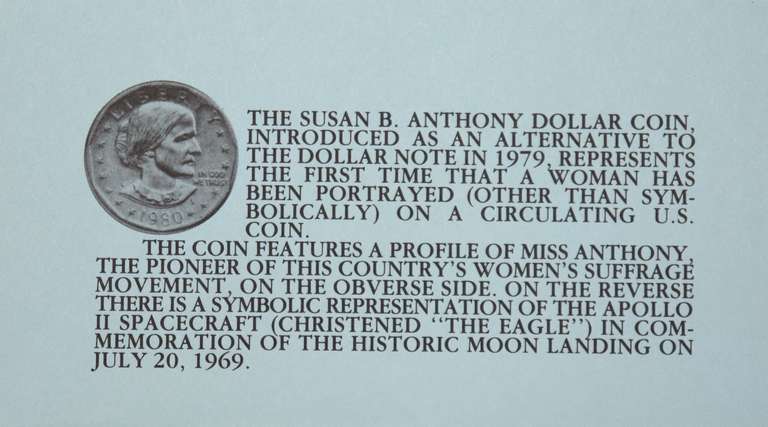 LIBERTY
IN GOD
WE TRUST
1980
THE SUSAN B. ANTHONY DOLLAR COIN,
INTRODUCED AS AN ALTERNATIVE TO
THE DOLLAR NOTE IN 1979, REPRESENTS
THE FIRST TIME THAT A WOMAN HAS
BEEN PORTRAYED (OTHER THAN SYM-
BOLICALLY) ON A CIRCULATING U.S.
COIN.
THE COIN FEATURES A PROFILE OF MISS ANTHONY,
THE PIONEER OF THIS COUNTRY'S WOMEN'S SUFFRAGE
MOVEMENT, ON THE OBVERSE SIDE. ON THE REVERSE
THERE IS A SYMBOLIC REPRESENTATION OF THE APOLLO
II SPACECRAFT (CHRISTENED "THE EAGLE") IN COM-
MEMORATION OF THE HISTORIC MOON LANDING ON
JULY 20, 1969.